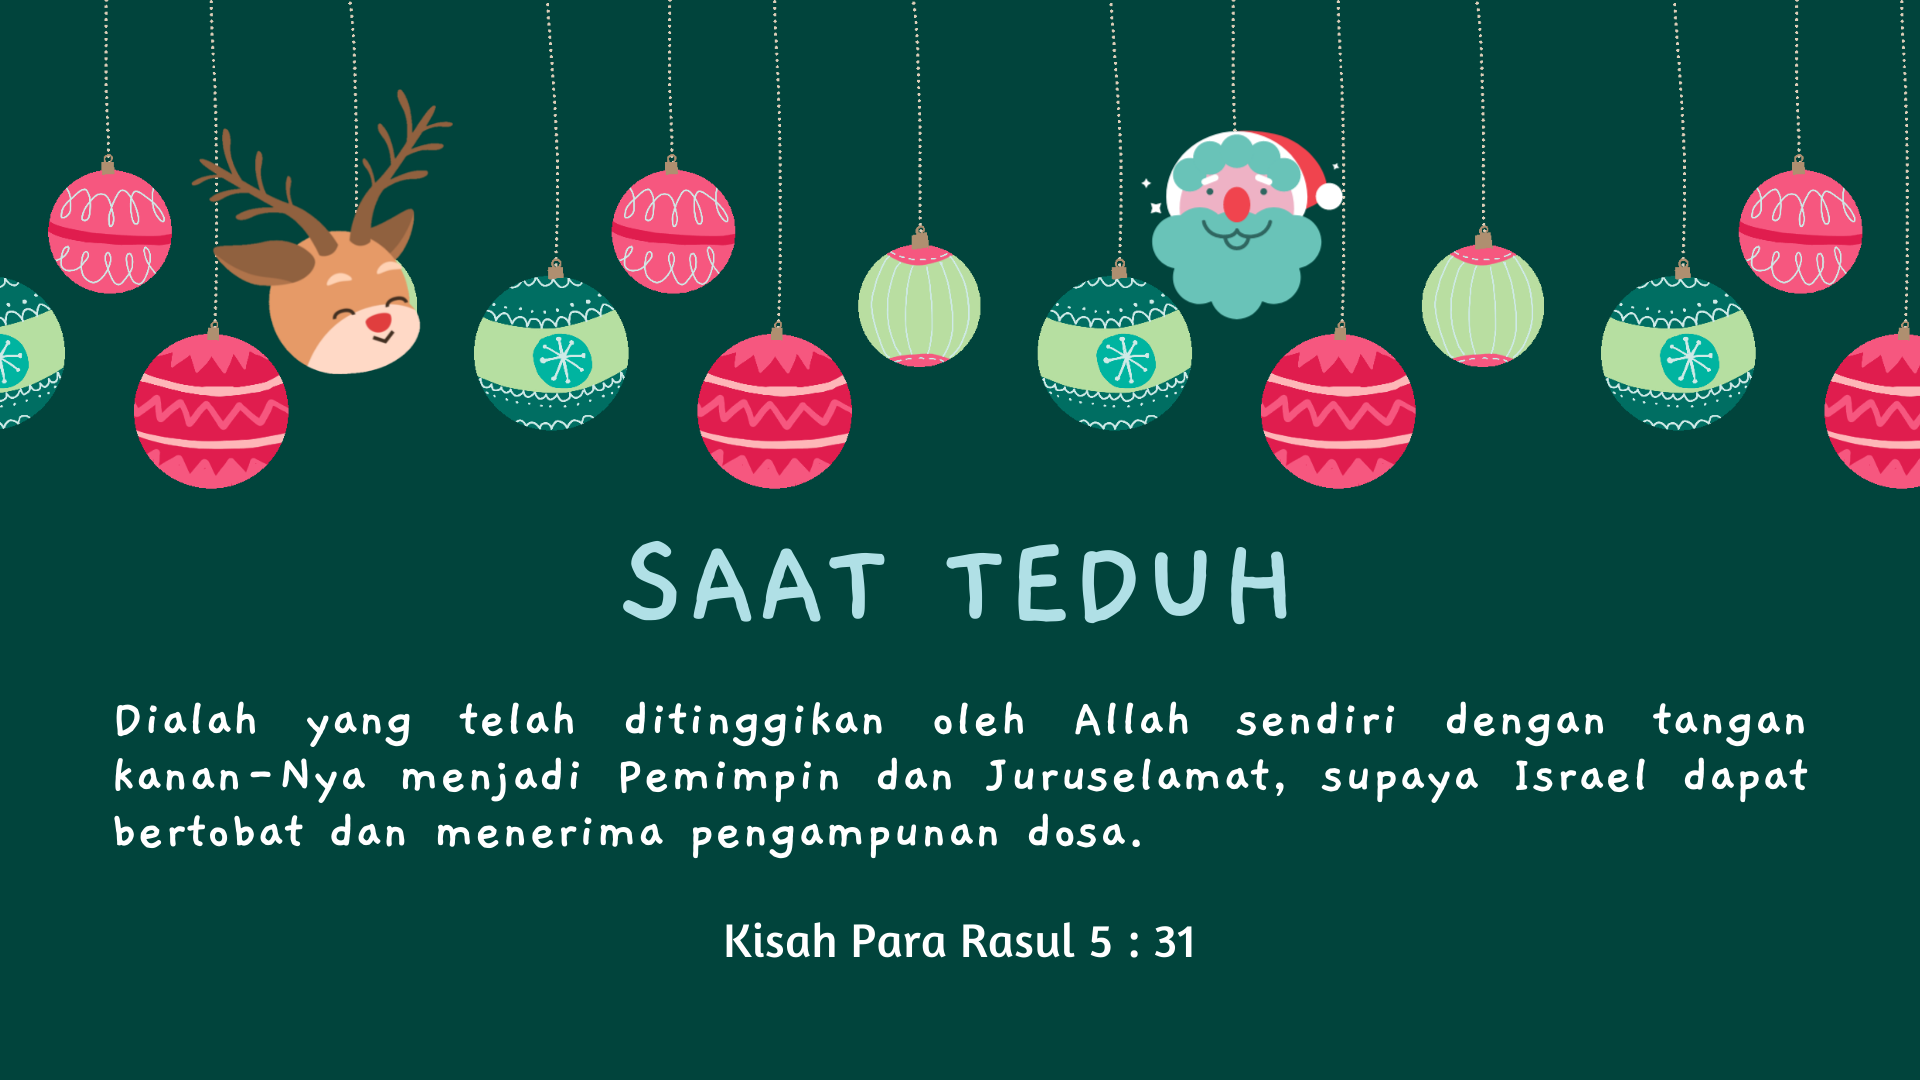 SAAT TEDUH
Dialah yang telah ditinggikan oleh Allah sendiri dengan tangan
kanan-Nya menjadi Pemimpin dan Juruselamat, supaya Israel dapat
bertobat dan menerima pengampunan dosa.
Kisah Para Rasul 5 : 31